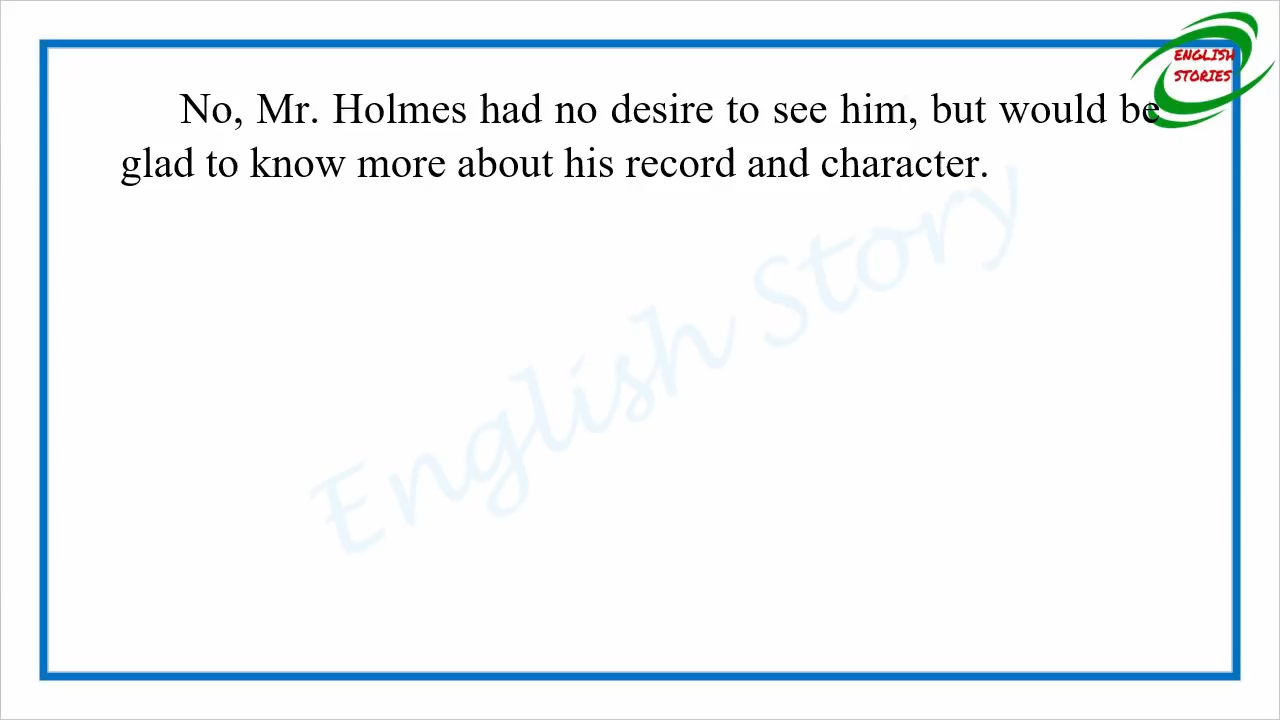 ENGLISH
STORIES
No, Mr. Holmes had no desire to see him, but would be
glad to know more about his record and character.
English Story